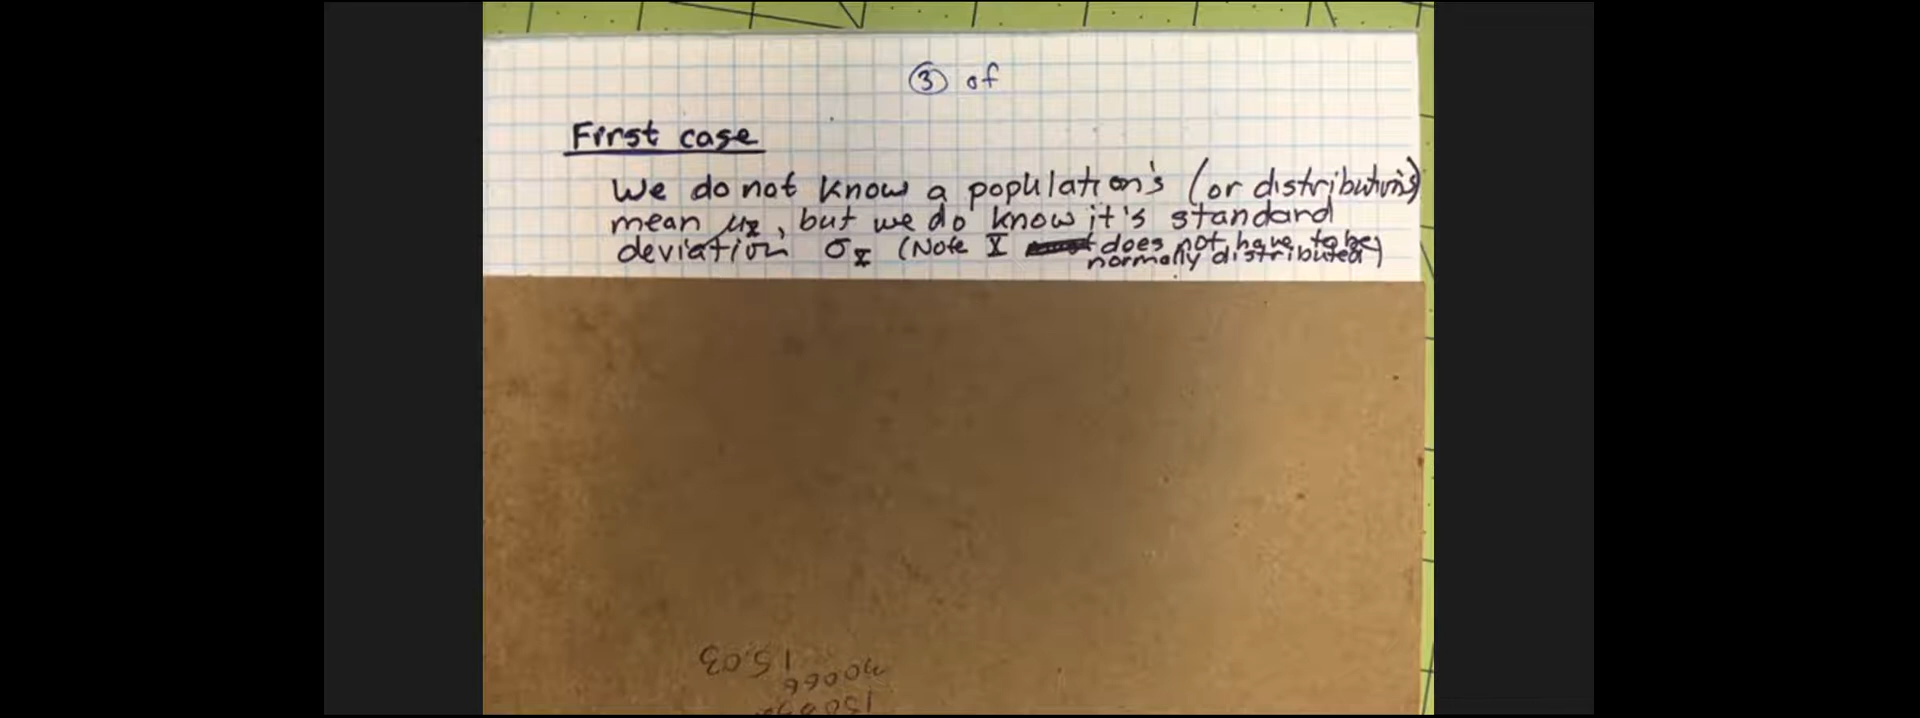 ③ of
First case
We do not know a population's (or distribution's)
mean μx, but we do know it's standard
deviation σx (Note X does not have to be
normally distributed)